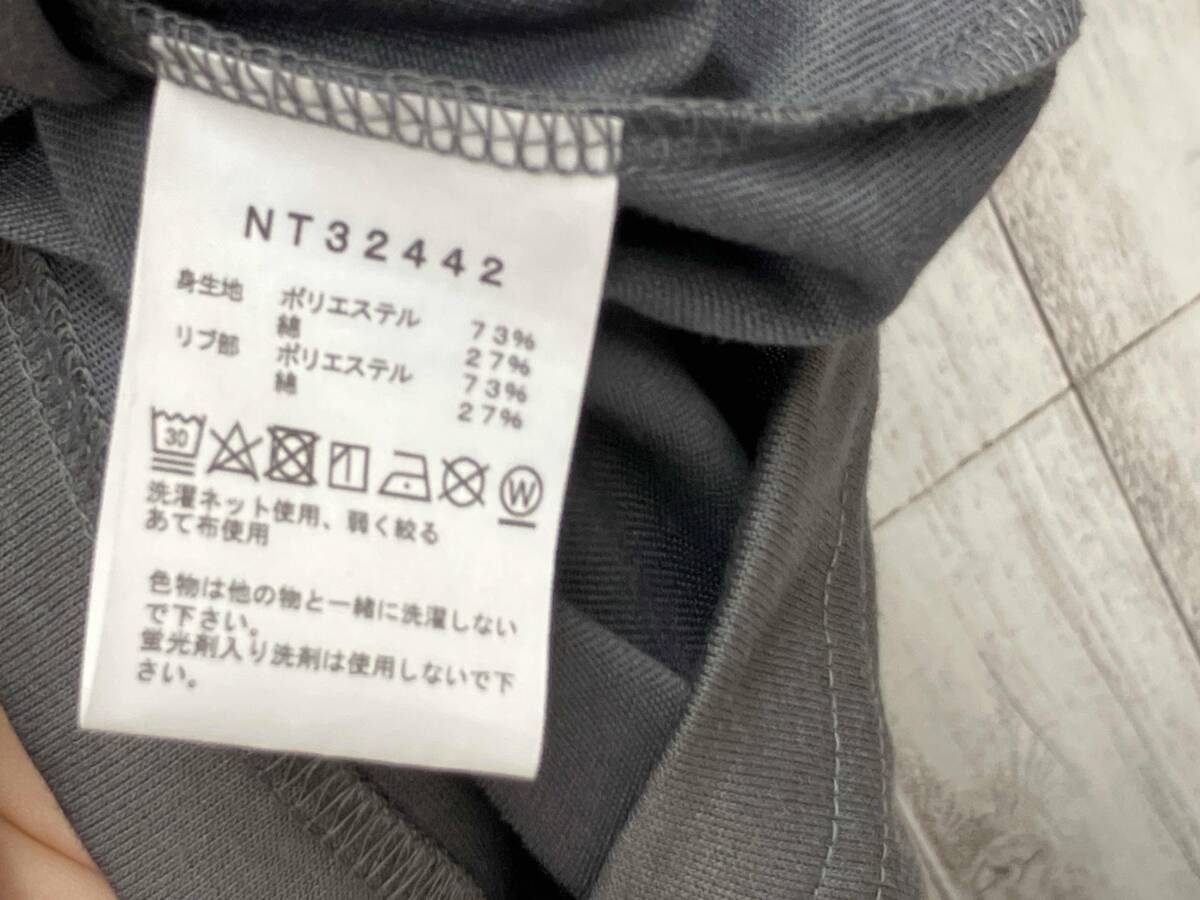 NT32442
身生地 ポリエステル 73%
綿 27%
リブ部 ポリエステル 73%
綿 27%
30 W
洗濯ネット使用、弱く絞る
あて布使用
色物は他の物と一緒に洗濯しない
で下さい。
蛍光剤入り洗剤は使用しないで下
さい。